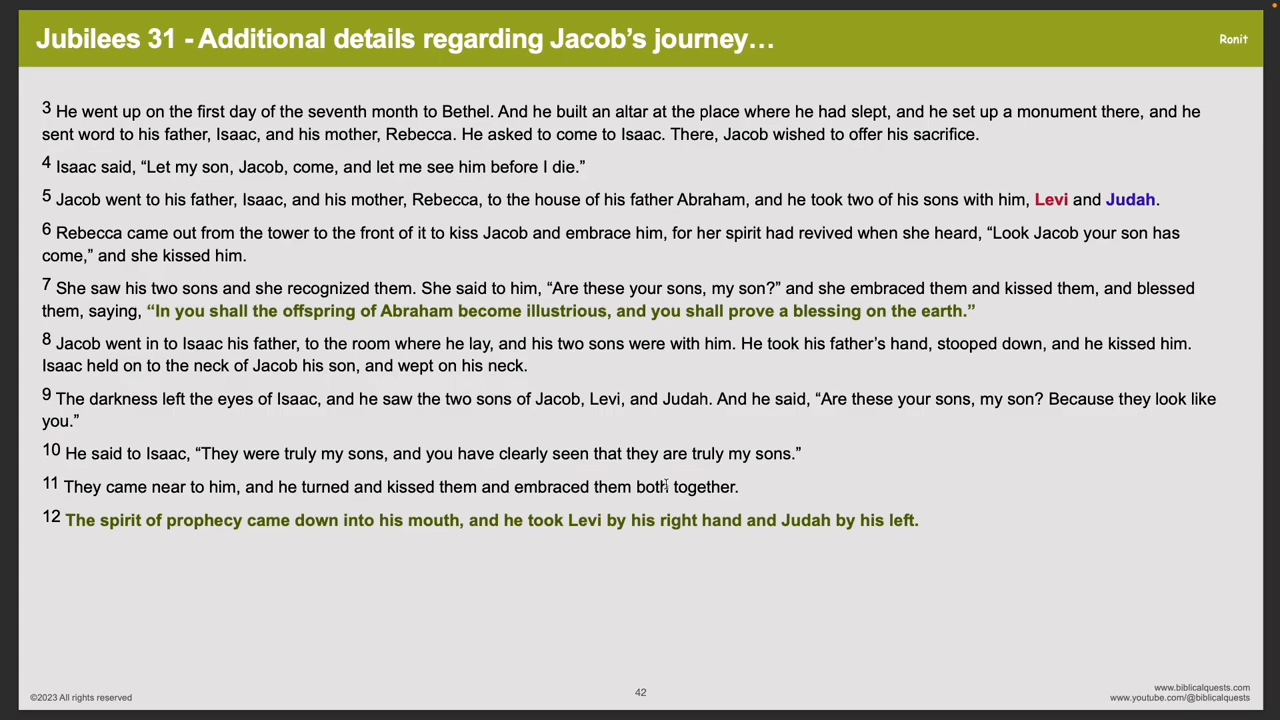 Jubilees 31 - Additional details regarding Jacob’s journey…
Ronit
3 He went up on the first day of the seventh month to Bethel. And he built an altar at the place where he had slept, and he set up a monument there, and he
sent word to his father, Isaac, and his mother, Rebecca. He asked to come to Isaac. There, Jacob wished to offer his sacrifice.
4 Isaac said, “Let my son, Jacob, come, and let me see him before I die.”
5 Jacob went to his father, Isaac, and his mother, Rebecca, to the house of his father Abraham, and he took two of his sons with him, Levi and Judah.
6 Rebecca came out from the tower to the front of it to kiss Jacob and embrace him, for her spirit had revived when she heard, “Look Jacob your son has
come,” and she kissed him.
7 She saw his two sons and she recognized them. She said to him, “Are these your sons, my son?” and she embraced them and kissed them, and blessed
them, saying, “In you shall the offspring of Abraham become illustrious, and you shall prove a blessing on the earth.”
8 Jacob went in to Isaac his father, to the room where he lay, and his two sons were with him. He took his father’s hand, stooped down, and he kissed him.
Isaac held on to the neck of Jacob his son, and wept on his neck.
9 The darkness left the eyes of Isaac, and he saw the two sons of Jacob, Levi, and Judah. And he said, “Are these your sons, my son? Because they look like
you.”
10 He said to Isaac, “They were truly my sons, and you have clearly seen that they are truly my sons.”
11 They came near to him, and he turned and kissed them and embraced them both together.
12 The spirit of prophecy came down into his mouth, and he took Levi by his right hand and Judah by his left.
©2023 All rights reserved
42
www.biblicalquests.com
www.youtube.com/@biblicalquests